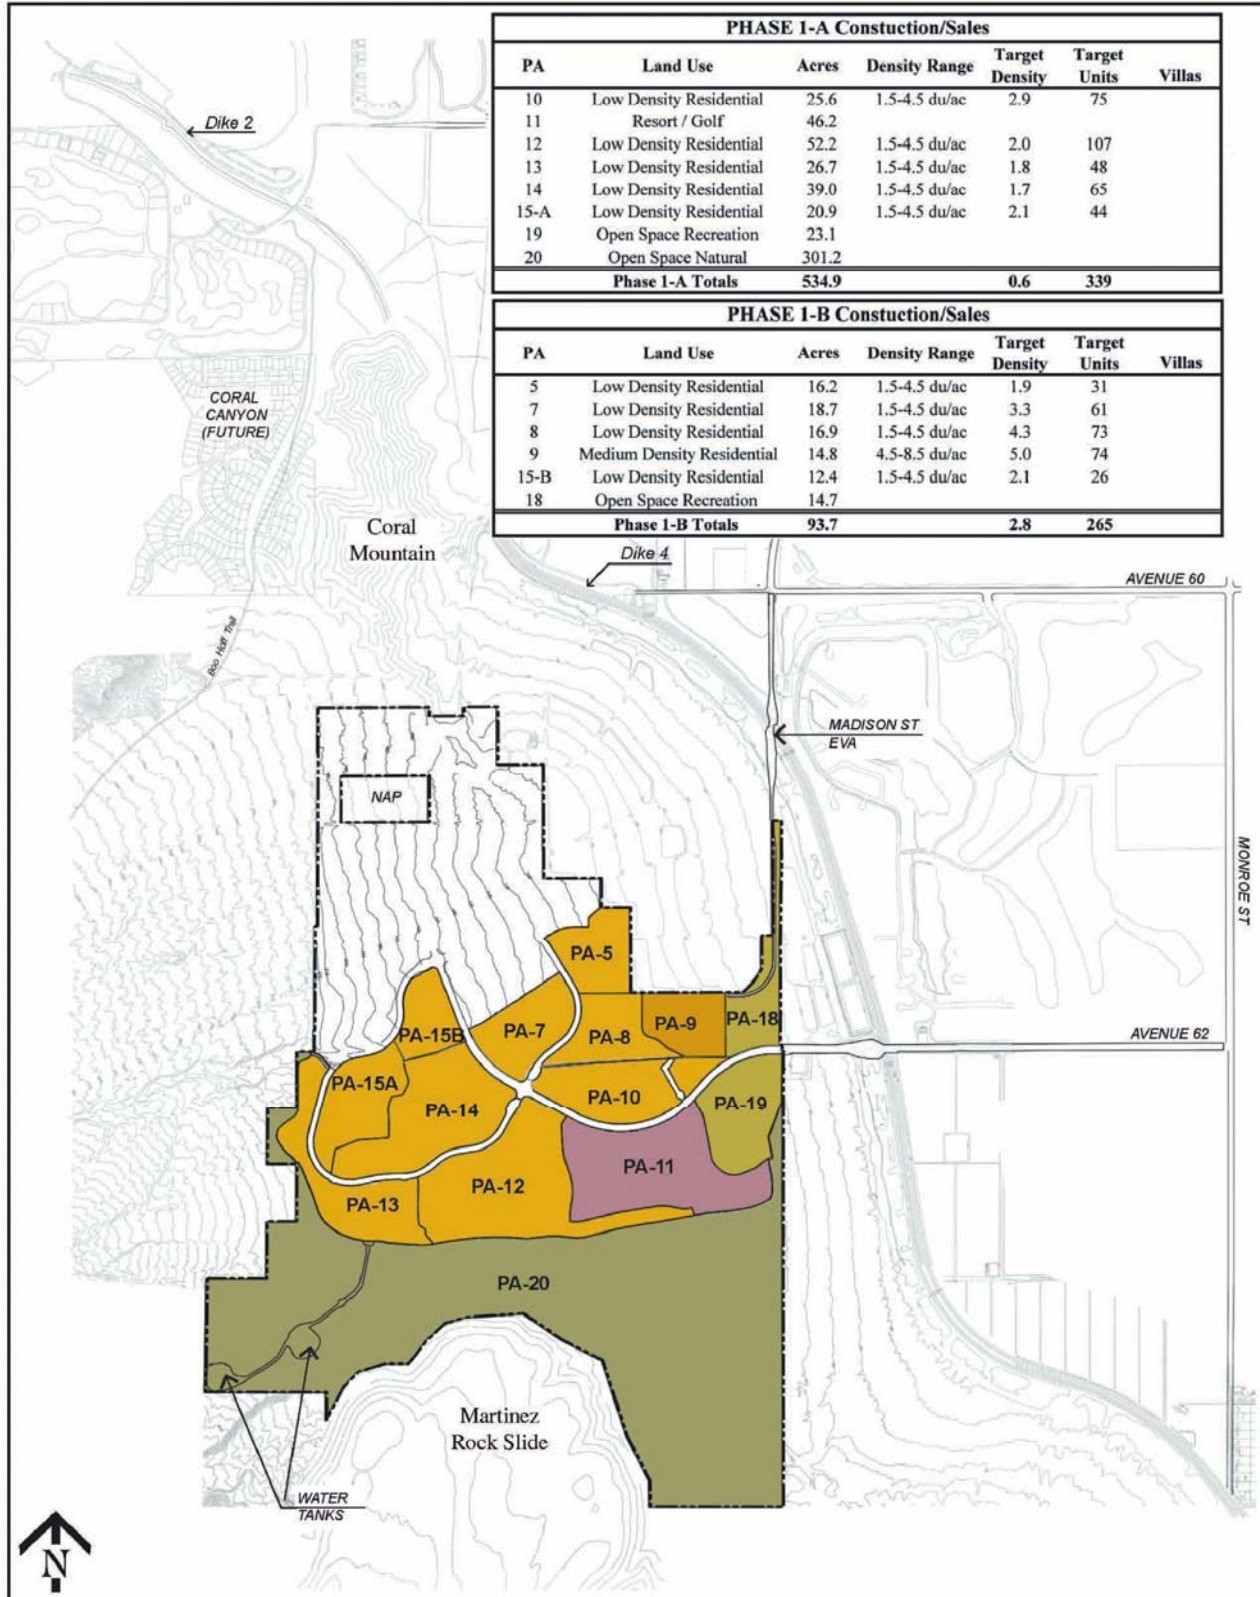 PHASE 1-A Constuction/Sales
PA Land Use Acres Density Range Target Density Target Units Villas
10 Low Density Residential 25.6 1.5-4.5 du/ac 2.9 75
11 Resort / Golf 46.2
12 Low Density Residential 52.2 1.5-4.5 du/ac 2.0 107
13 Low Density Residential 26.7 1.5-4.5 du/ac 1.8 48
14 Low Density Residential 39.0 1.5-4.5 du/ac 1.7 65
15-A Low Density Residential 20.9 1.5-4.5 du/ac 2.1 44
19 Open Space Recreation 23.1
20 Open Space Natural 301.2
Phase 1-A Totals 534.9 0.6 339
PHASE 1-B Constuction/Sales
PA Land Use Acres Density Range Target Density Target Units Villas
5 Low Density Residential 16.2 1.5-4.5 du/ac 1.9 31
7 Low Density Residential 18.7 1.5-4.5 du/ac 3.3 61
8 Low Density Residential 16.9 1.5-4.5 du/ac 4.3 73
9 Medium Density Residential 14.8 4.5-8.5 du/ac 5.0 74
15-B Low Density Residential 12.4 1.5-4.5 du/ac 2.1 26
18 Open Space Recreation 14.7
Phase 1-B Totals 93.7 2.8 265
Dike 2
CORAL
CANYON
(FUTURE)
Coral
Mountain
Dike 4
AVENUE 60
Boo Hoff Trail
MADISON ST
EVA
NAP
MONROE ST
PA-5
PA-18
PA-9
PA-7
PA-8
PA-15B
AVENUE 62
PA-15A
PA-10
PA-19
PA-14
PA-11
PA-12
PA-13
PA-20
Martinez
Rock Slide
WATER
TANKS
N